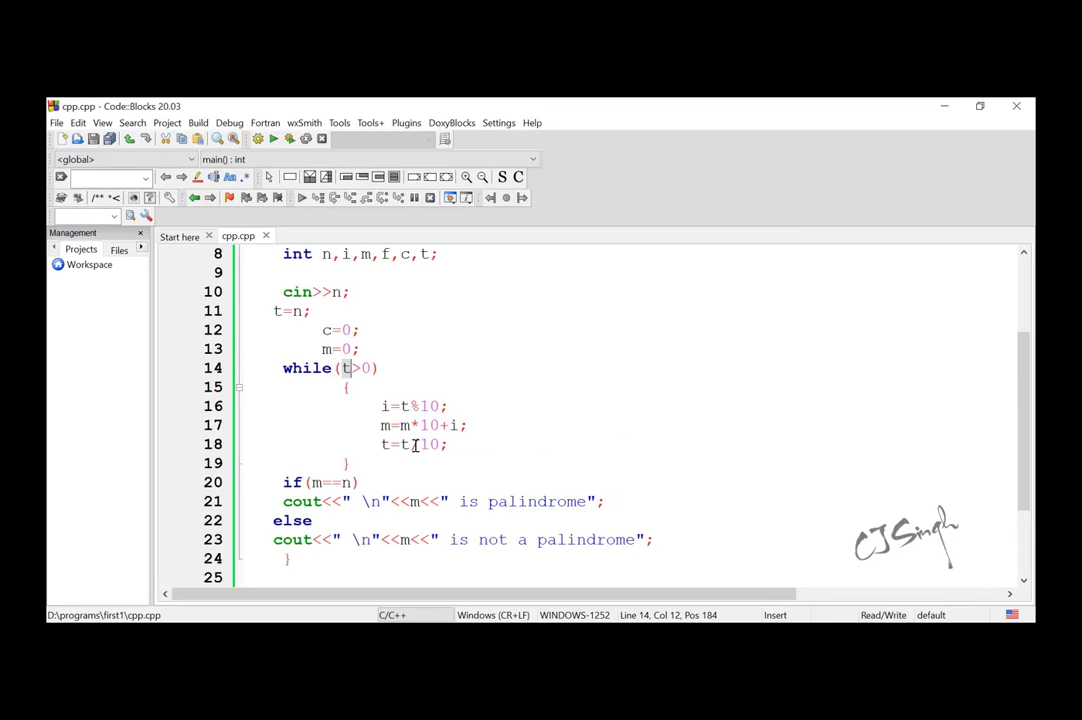 cpp.cpp - Code::Blocks 20.03
File Edit View Search Project Build Debug Fortran wxSmith Tools Tools+ Plugins DoxyBlocks Settings Help
<global> main() : int
S C
/** *<
Management
Start here cpp.cpp
Projects Files
Workspace
8 int n,i,m,f,c,t;
9
10 cin>>n;
11 t=n;
12 c=0;
13 m=0;
14 while(t>0)
15 {
16 i=t%10;
17 m=m*10+i;
18 t=t/10;
19 }
20 if(m==n)
21 cout<<" \n"<<m<<" is palindrome";
22 else
23 cout<<" \n"<<m<<" is not a palindrome";
24 }
25
CJSingh
D:\programs\first1\cpp.cpp C/C++ Windows (CR+LF) WINDOWS-1252 Line 14, Col 12, Pos 184 Insert Read/Write default